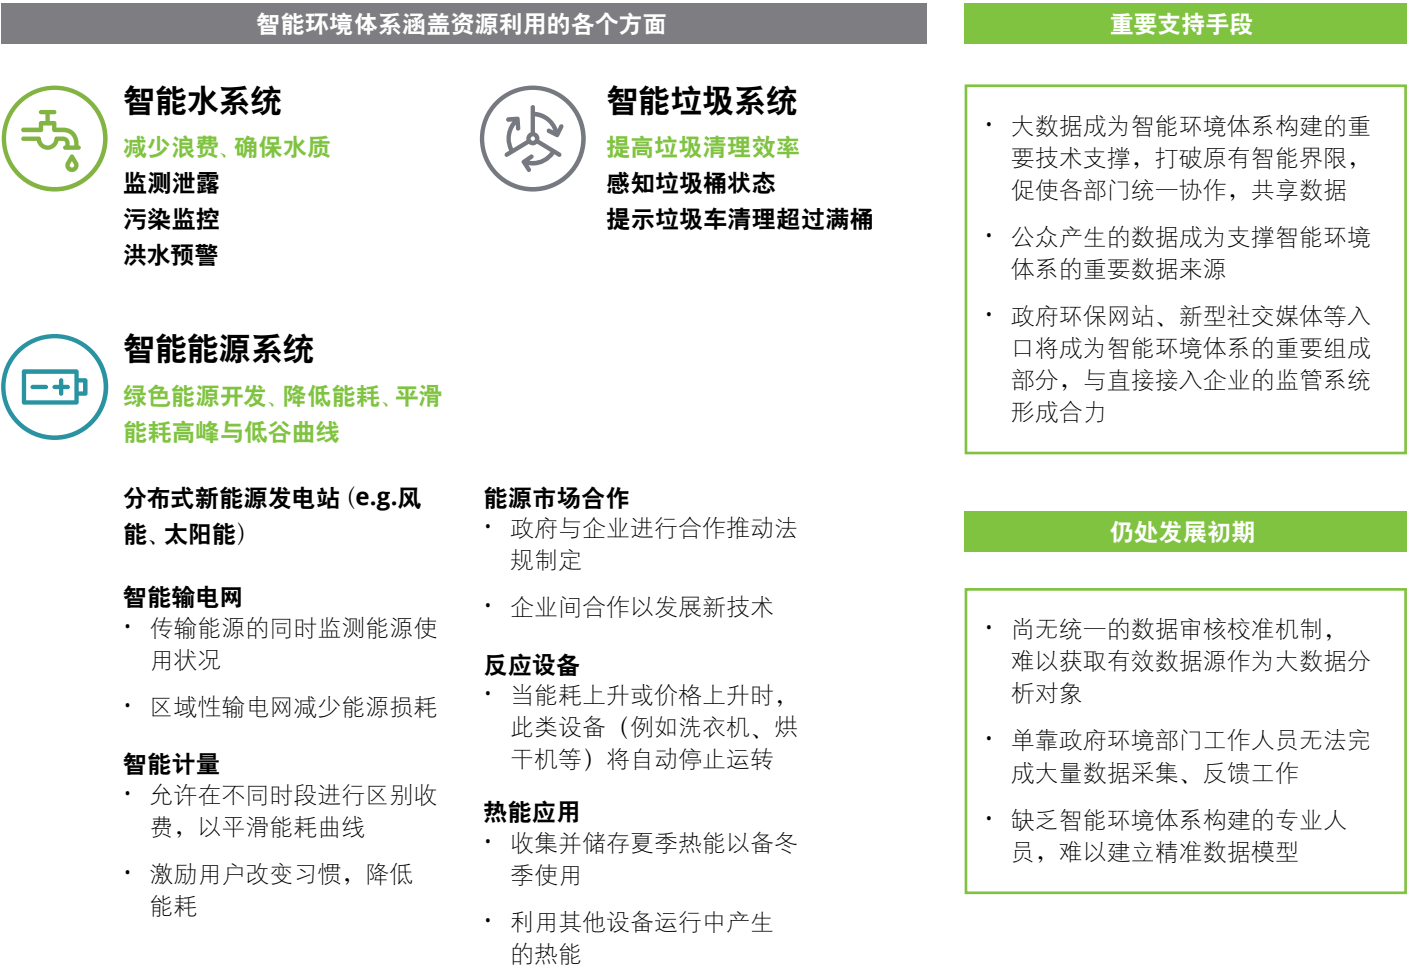 智能环境体系涵盖资源利用的各个方面
智能水系统
减少浪费、确保水质
监测泄露
污染监控
洪水预警
智能垃圾系统
提高垃圾清理效率
感知垃圾桶状态
提示垃圾车清理超过满桶
智能能源系统
绿色能源开发、降低能耗、平滑
能耗高峰与低谷曲线
分布式新能源发电站（e.g.风
能、太阳能）
智能输电网
· 传输能源的同时监测能源使
用状况
· 区域性输电网减少能源损耗
智能计量
· 允许在不同时段进行区别收
费，以平滑能耗曲线
· 激励用户改变习惯，降低
能耗
能源市场合作
· 政府与企业进行合作推动法
规制定
· 企业间合作以发展新技术
反应设备
· 当能耗上升或价格上升时，
此类设备（例如洗衣机、烘
干机等）将自动停止运转
热能应用
· 收集并储存夏季热能以备冬
季使用
· 利用其他设备运行中产生
的热能
重要支持手段
· 大数据成为智能环境体系构建的重
要技术支撑，打破原有智能界限，
促使各部门统一协作，共享数据
· 公众产生的数据成为支撑智能环境
体系的重要数据来源
· 政府环保网站、新型社交媒体等入
口将成为智能环境体系的重要组成
部分，与直接接入企业的监管系统
形成合力
仍处发展初期
· 尚无统一的数据审核校准机制，
难以获取有效数据源作为大数据分
析对象
· 单靠政府环境部门工作人员无法完
成大量数据采集、反馈工作
· 缺乏智能环境体系构建的专业人
员，难以建立精准数据模型